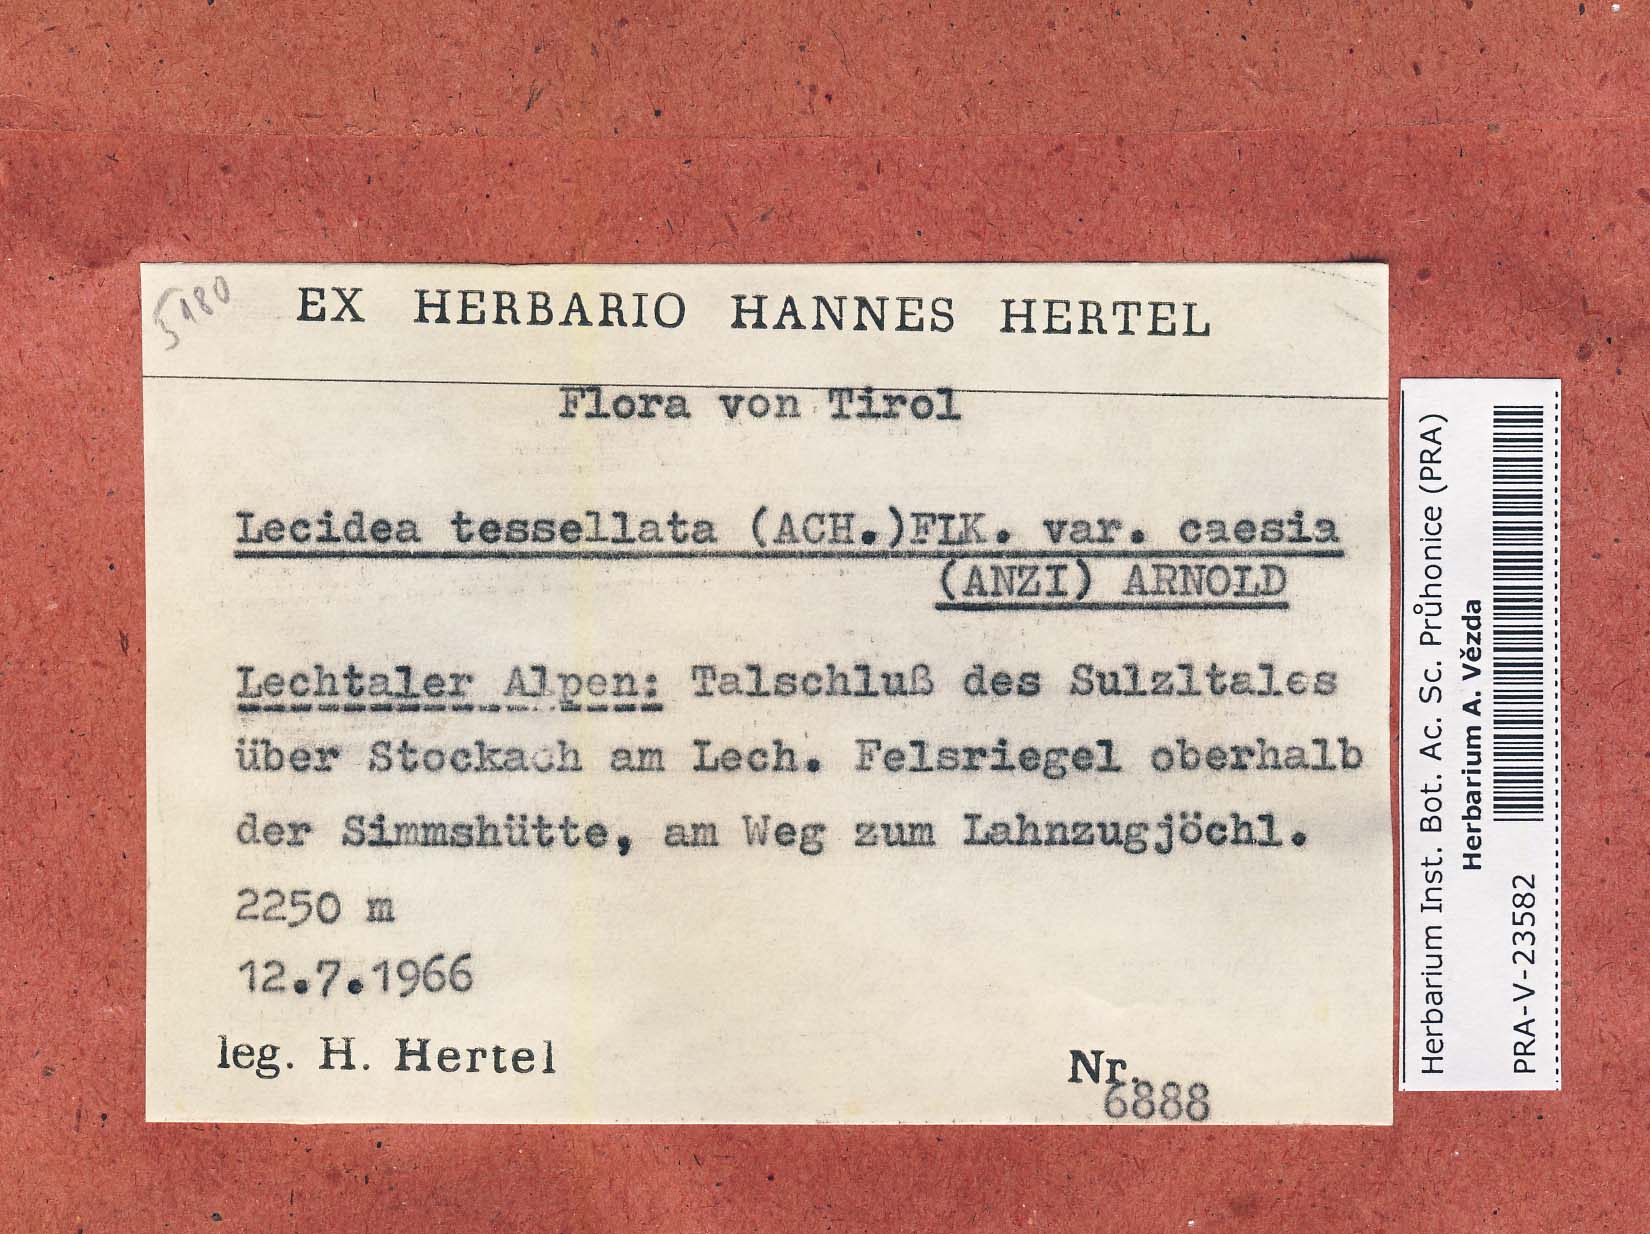 5180
EX HERBARIO HANNES HERTEL
Flora von Tirol
Lecidea tessellata (ACH.)FLK. var. caesia
(ANZI) ARNOLD
Lechtaler Alpen: Talschluß des Sulzltales
über Stockach am Lech. Felsriegel oberhalb
der Simmshütte, am Weg zum Lahnzugjöchl.
2250 m
12.7.1966
leg. H. Hertel
Nr.
6888
Herbarium Inst. Bot. Ac. Sc. Průhonice (PRA)
Herbarium A. Vězda
PRA-V-23582